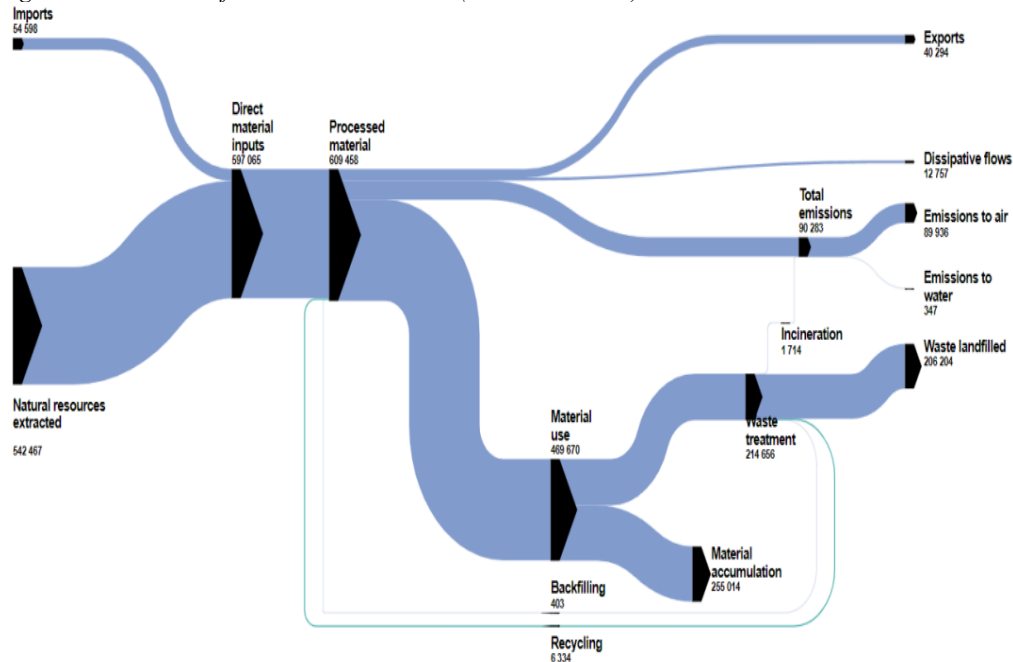 Imports
54 598
Exports
40 294
Direct
material
inputs
597 065
Processed
material
609 458
Dissipative flows
12 757
Total
emissions
90 283
Emissions to air
89 936
Emissions to
water
347
Incineration
1 714
Waste landfilled
206 204
Natural resources
extracted
542 467
Material
use
469 670
Waste
treatment
214 656
Material
accumulation
255 014
Backfilling
403
Recycling
6 334